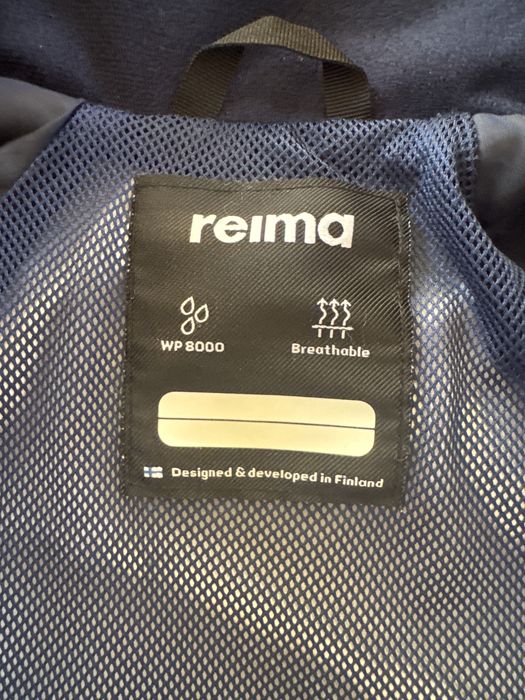 reima
WP 8000
Breathable
Designed & developed in Finland